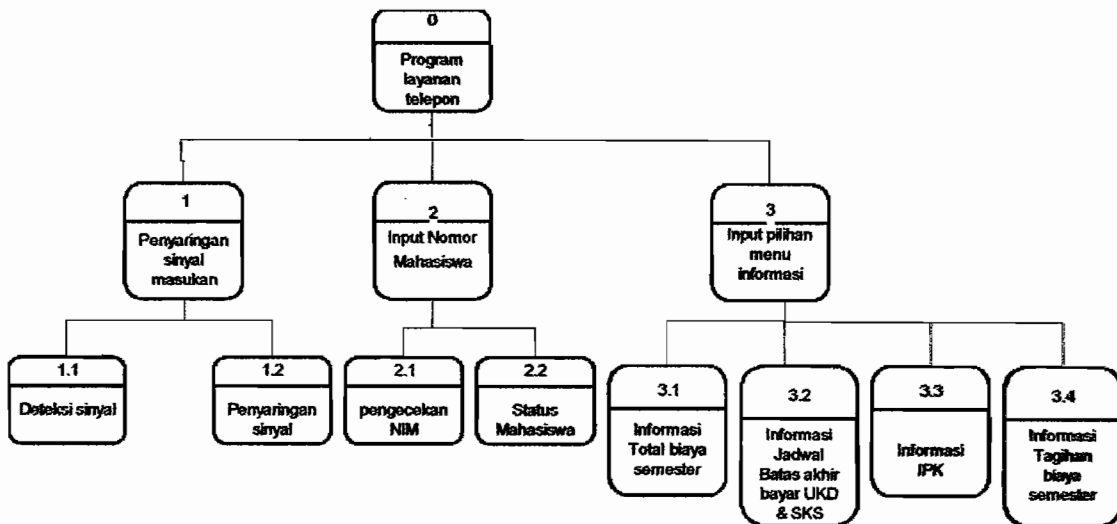 0
Program
layanan
telepon
1
Penyaringan
sinyal
masukan
2
Input Nomor
Mahasiswa
3
Input pilihan
menu
informasi
1.1
Deteksi sinyal
1.2
Penyaringan
sinyal
2.1
pengecekan
NIM
2.2
Status
Mahasiswa
3.1
Informasi
Total biaya
semester
3.2
Informasi
Jadwal
Batas akhir
bayar UKD
& SKS
3.3
Informasi
IPK
3.4
Informasi
Tagihan
biaya
semester